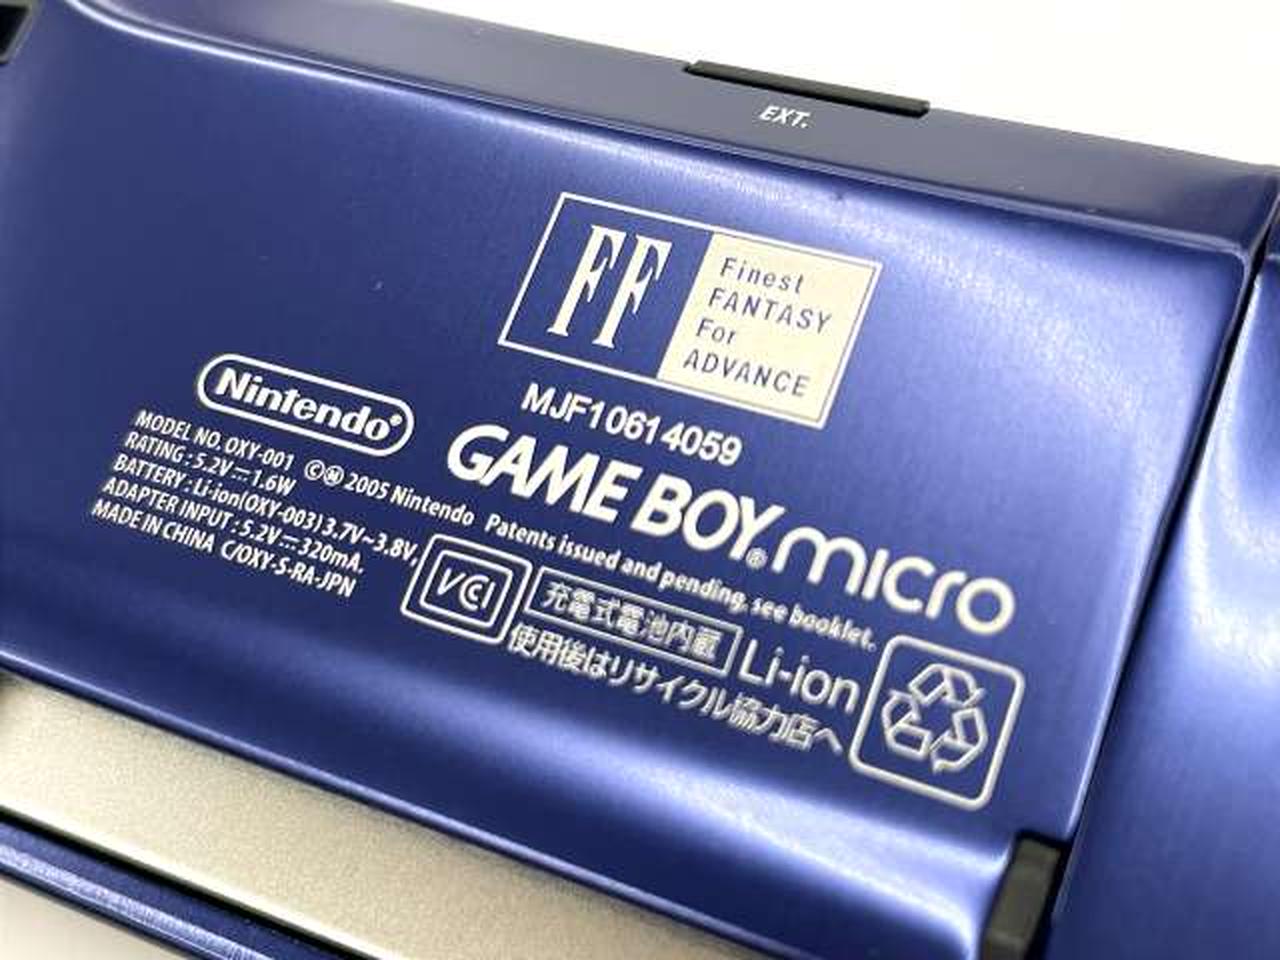 EXT.
FF
Finest
FANTASY
For
ADVANCE
MJF10614059
Nintendo®
GAME BOY® micro
MODEL NO. OXY-001
RATING : 5.2V⎓1.6W
BATTERY : Li-ion(OXY-003) 3.7V~3.8V,
ADAPTER INPUT : 5.2V⎓320mA.
MADE IN CHINA C/OXY-S-RA-JPN
©Ⓜ 2005 Nintendo Patents issued and pending, see booklet.
VCI
充電式電池内蔵
使用後はリサイクル協力店へ
Li-ion